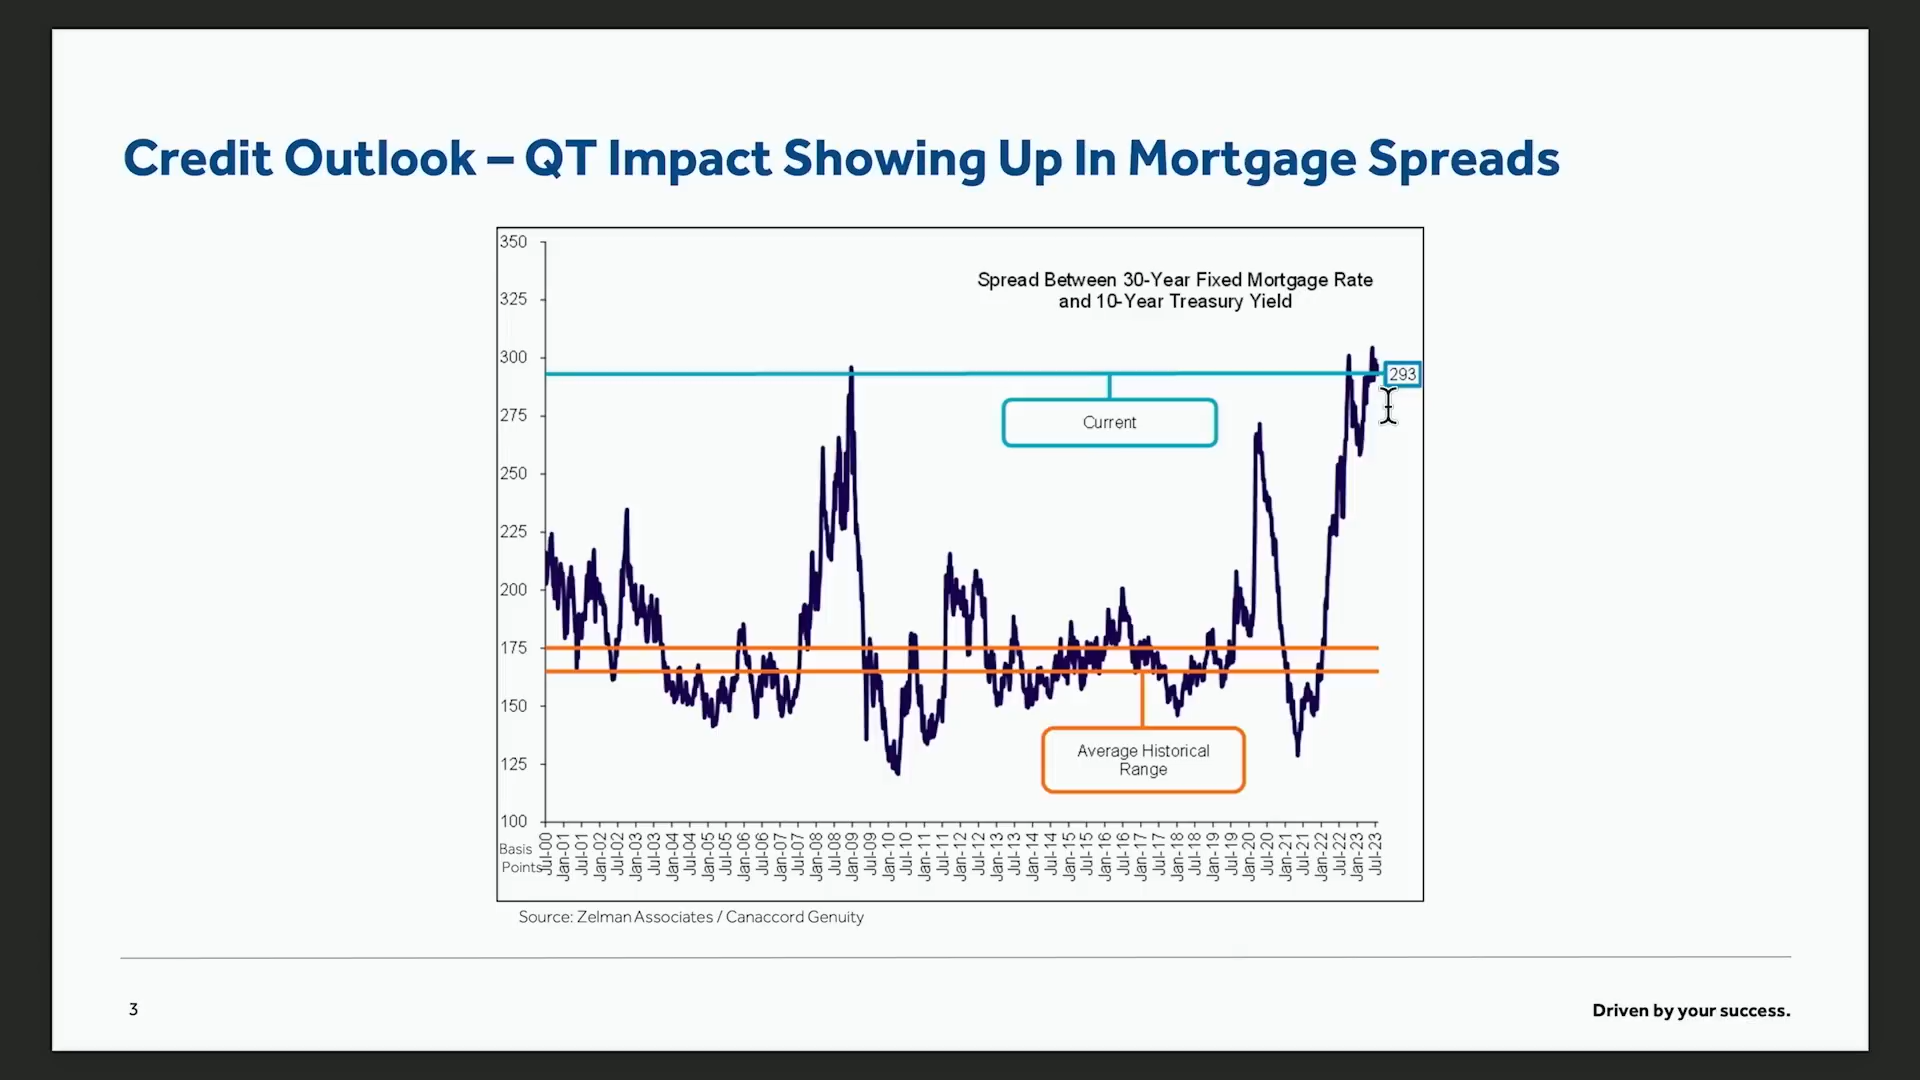 Credit Outlook – QT Impact Showing Up In Mortgage Spreads
Spread Between 30-Year Fixed Mortgage Rate
and 10-Year Treasury Yield
350
325
300
275
250
225
200
175
150
125
100
Basis
Points
293
Current
Average Historical
Range
Jul-00
Jan-01
Jul-01
Jan-02
Jul-02
Jan-03
Jul-03
Jan-04
Jul-04
Jan-05
Jul-05
Jan-06
Jul-06
Jan-07
Jul-07
Jan-08
Jul-08
Jan-09
Jul-09
Jan-10
Jul-10
Jan-11
Jul-11
Jan-12
Jul-12
Jan-13
Jul-13
Jan-14
Jul-14
Jan-15
Jul-15
Jan-16
Jul-16
Jan-17
Jul-17
Jan-18
Jul-18
Jan-19
Jul-19
Jan-20
Jul-20
Jan-21
Jul-21
Jan-22
Jul-22
Jan-23
Jul-23
Source: Zelman Associates / Canaccord Genuity
3
Driven by your success.